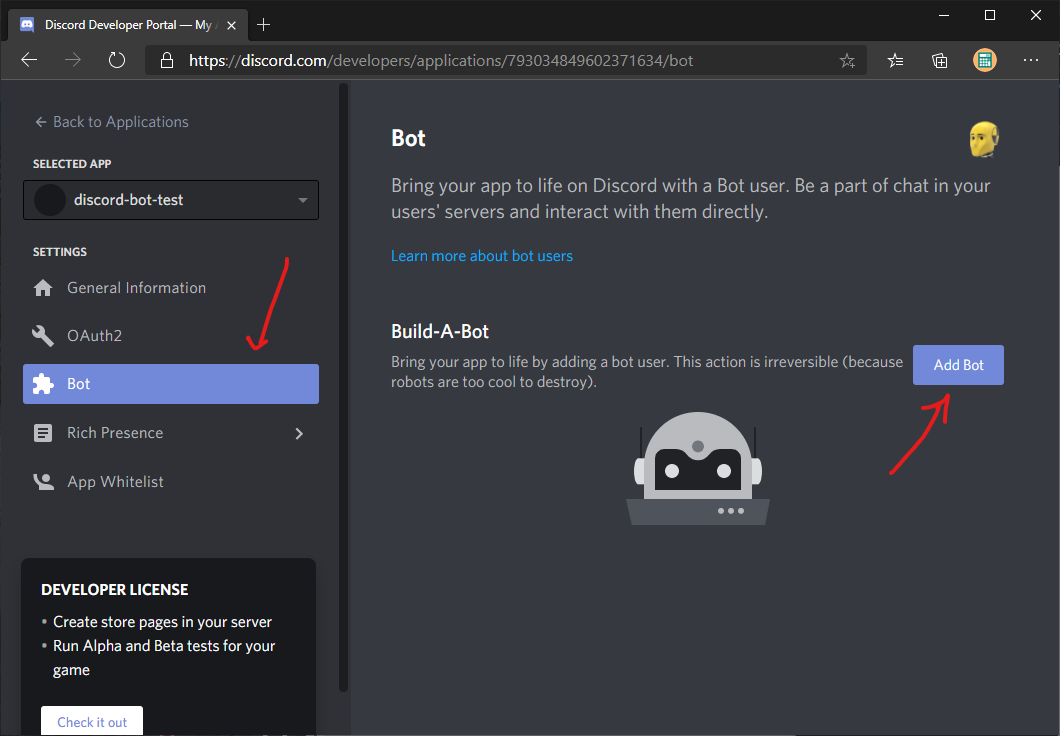 Discord Developer Portal — My
https://discord.com/developers/applications/793034849602371634/bot
Back to Applications
SELECTED APP
discord-bot-test
SETTINGS
General Information
OAuth2
Bot
Rich Presence
App Whitelist
DEVELOPER LICENSE
• Create store pages in your server
• Run Alpha and Beta tests for your
game
Check it out
Bot
Bring your app to life on Discord with a Bot user. Be a part of chat in your
users' servers and interact with them directly.
Learn more about bot users
Build-A-Bot
Bring your app to life by adding a bot user. This action is irreversible (because
robots are too cool to destroy).
Add Bot